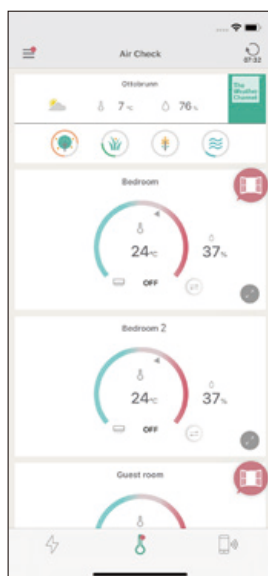 Air Check
07:32
Ottobrunn
7°C
76%
The
Weather
Channel
Bedroom
24°C
37%
OFF
Bedroom 2
24°C
37%
OFF
Guest room